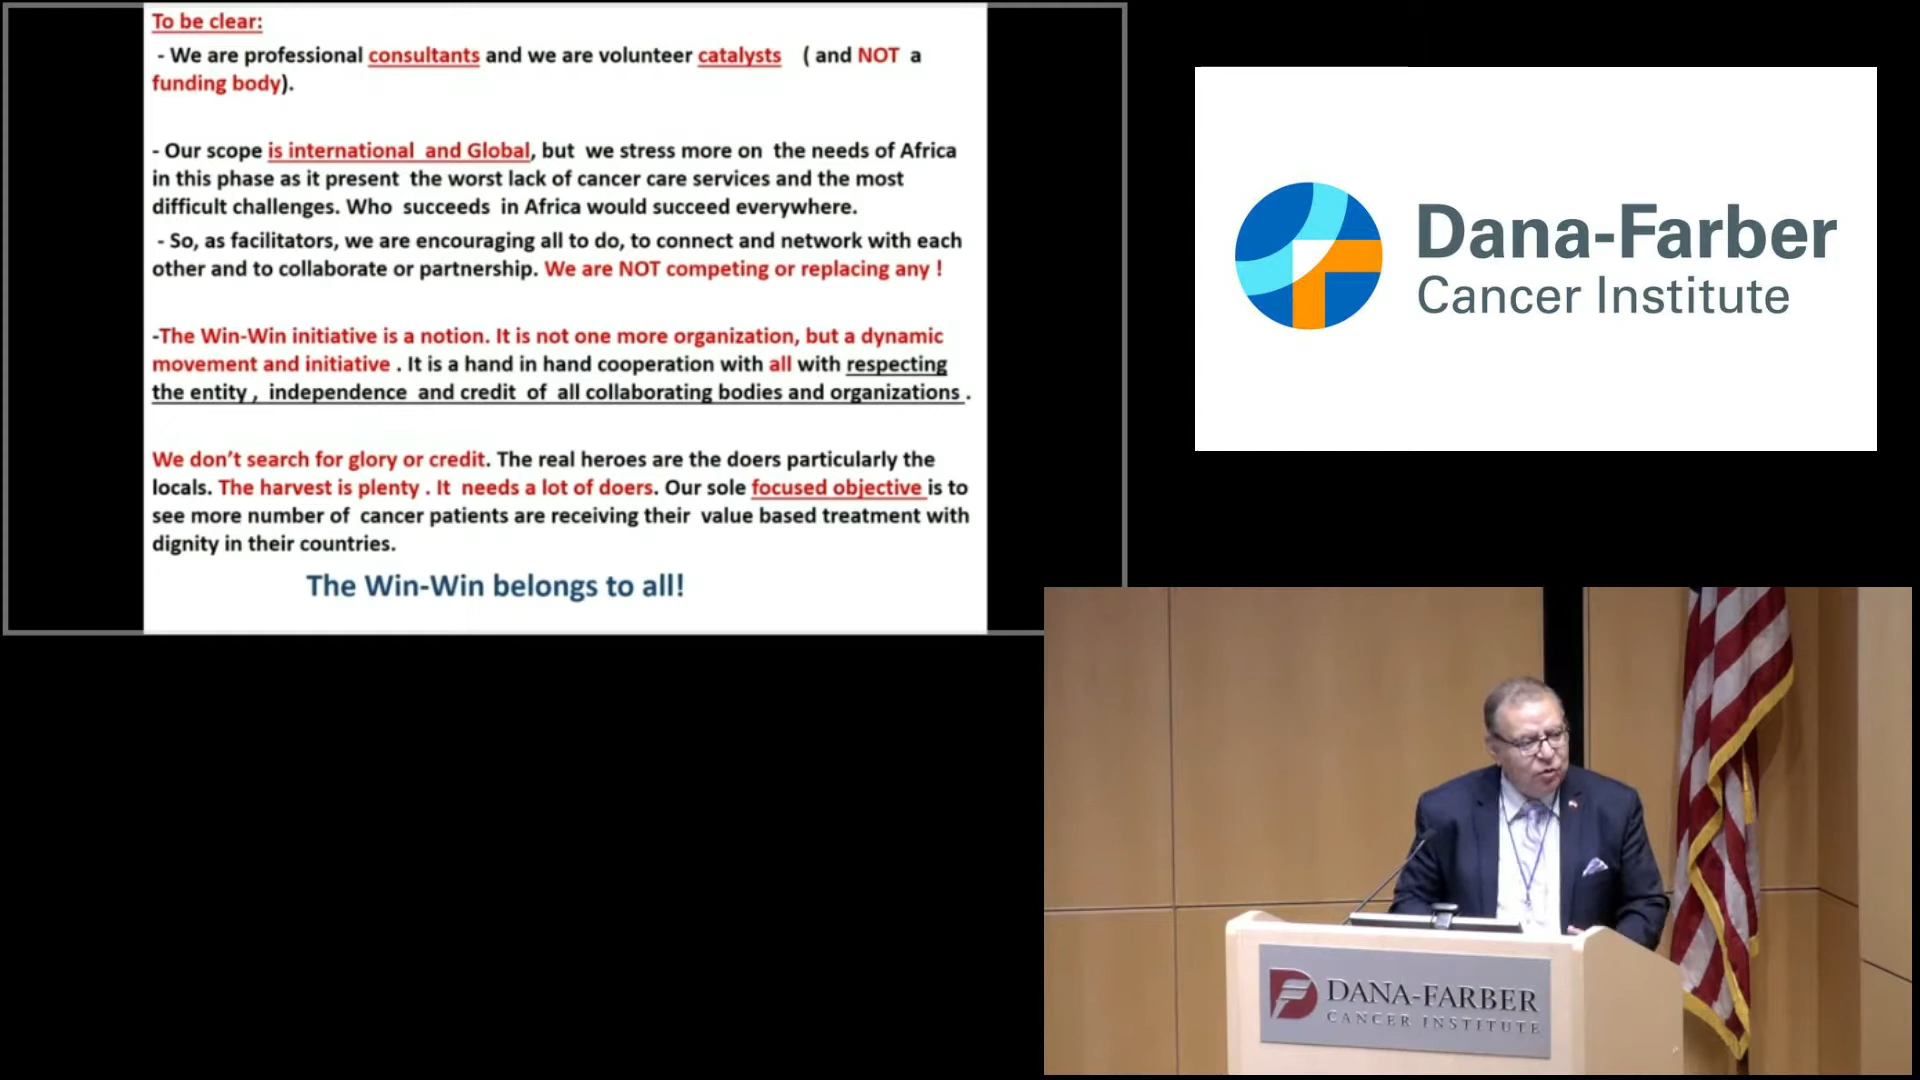 To be clear:
- We are professional consultants and we are volunteer catalysts ( and NOT a
funding body).
- Our scope is international and Global, but we stress more on the needs of Africa
in this phase as it present the worst lack of cancer care services and the most
difficult challenges. Who succeeds in Africa would succeed everywhere.
- So, as facilitators, we are encouraging all to do, to connect and network with each
other and to collaborate or partnership. We are NOT competing or replacing any !
-The Win-Win initiative is a notion. It is not one more organization, but a dynamic
movement and initiative . It is a hand in hand cooperation with all with respecting
the entity , independence and credit of all collaborating bodies and organizations .
We don't search for glory or credit. The real heroes are the doers particularly the
locals. The harvest is plenty . It needs a lot of doers. Our sole focused objective is to
see more number of cancer patients are receiving their value based treatment with
dignity in their countries.
The Win-Win belongs to all!
Dana-Farber
Cancer Institute
DANA-FARBER
CANCER INSTITUTE